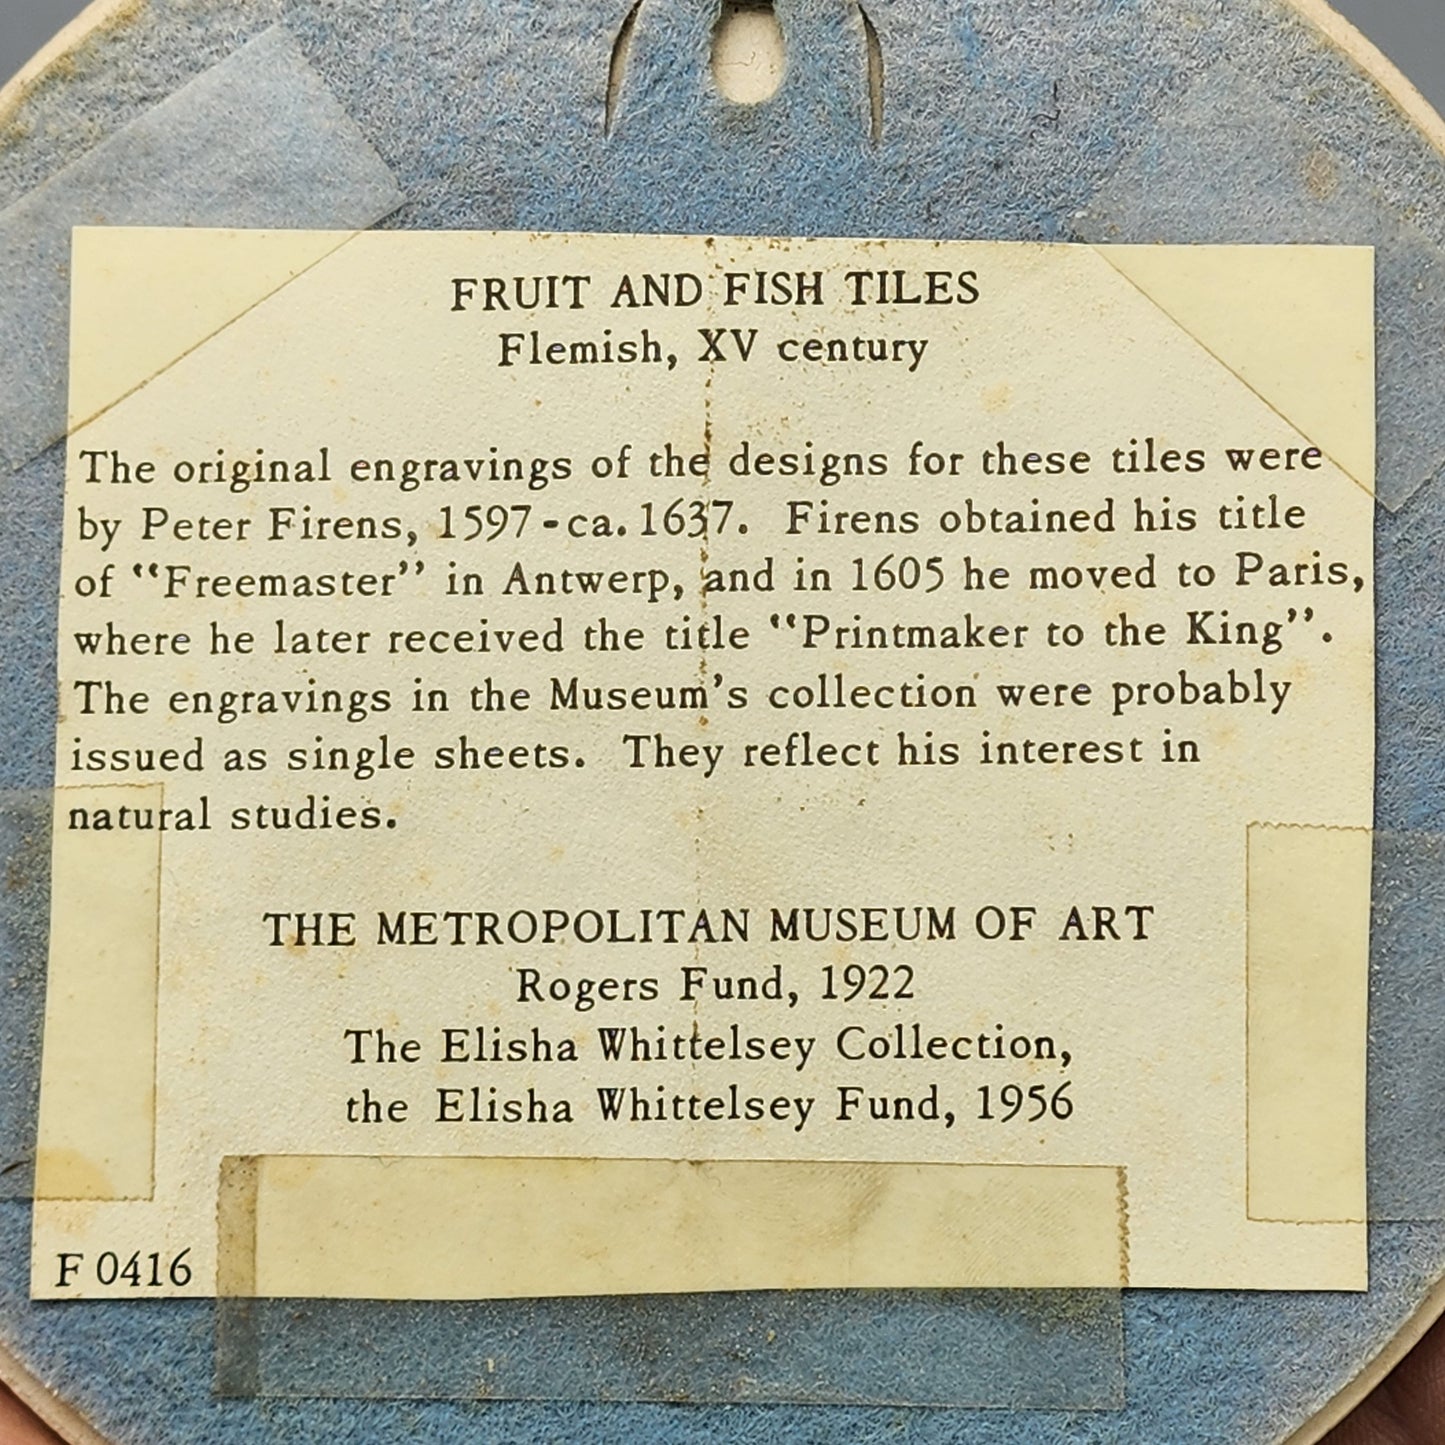 FRUIT AND FISH TILES
Flemish, XV century
The original engravings of the designs for these tiles were
by Peter Firens, 1597-ca. 1637. Firens obtained his title
of “Freemaster” in Antwerp, and in 1605 he moved to Paris,
where he later received the title “Printmaker to the King”.
The engravings in the Museum’s collection were probably
issued as single sheets. They reflect his interest in
natural studies.
THE METROPOLITAN MUSEUM OF ART
Rogers Fund, 1922
The Elisha Whittelsey Collection,
the Elisha Whittelsey Fund, 1956
F 0416